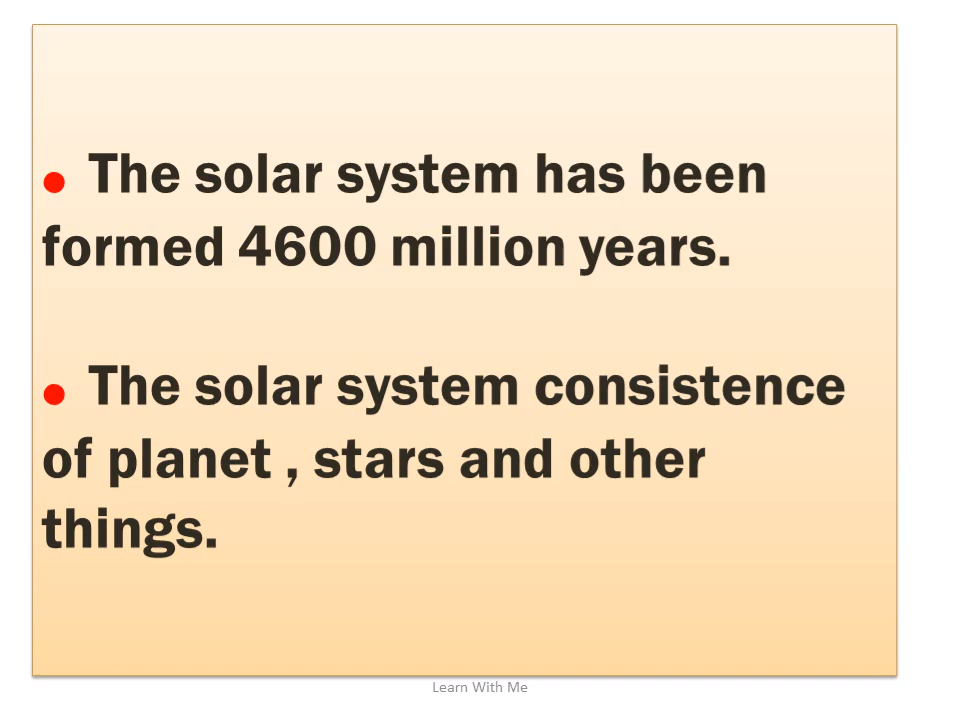 • The solar system has been
formed 4600 million years.
• The solar system consistence
of planet , stars and other
things.
Learn With Me